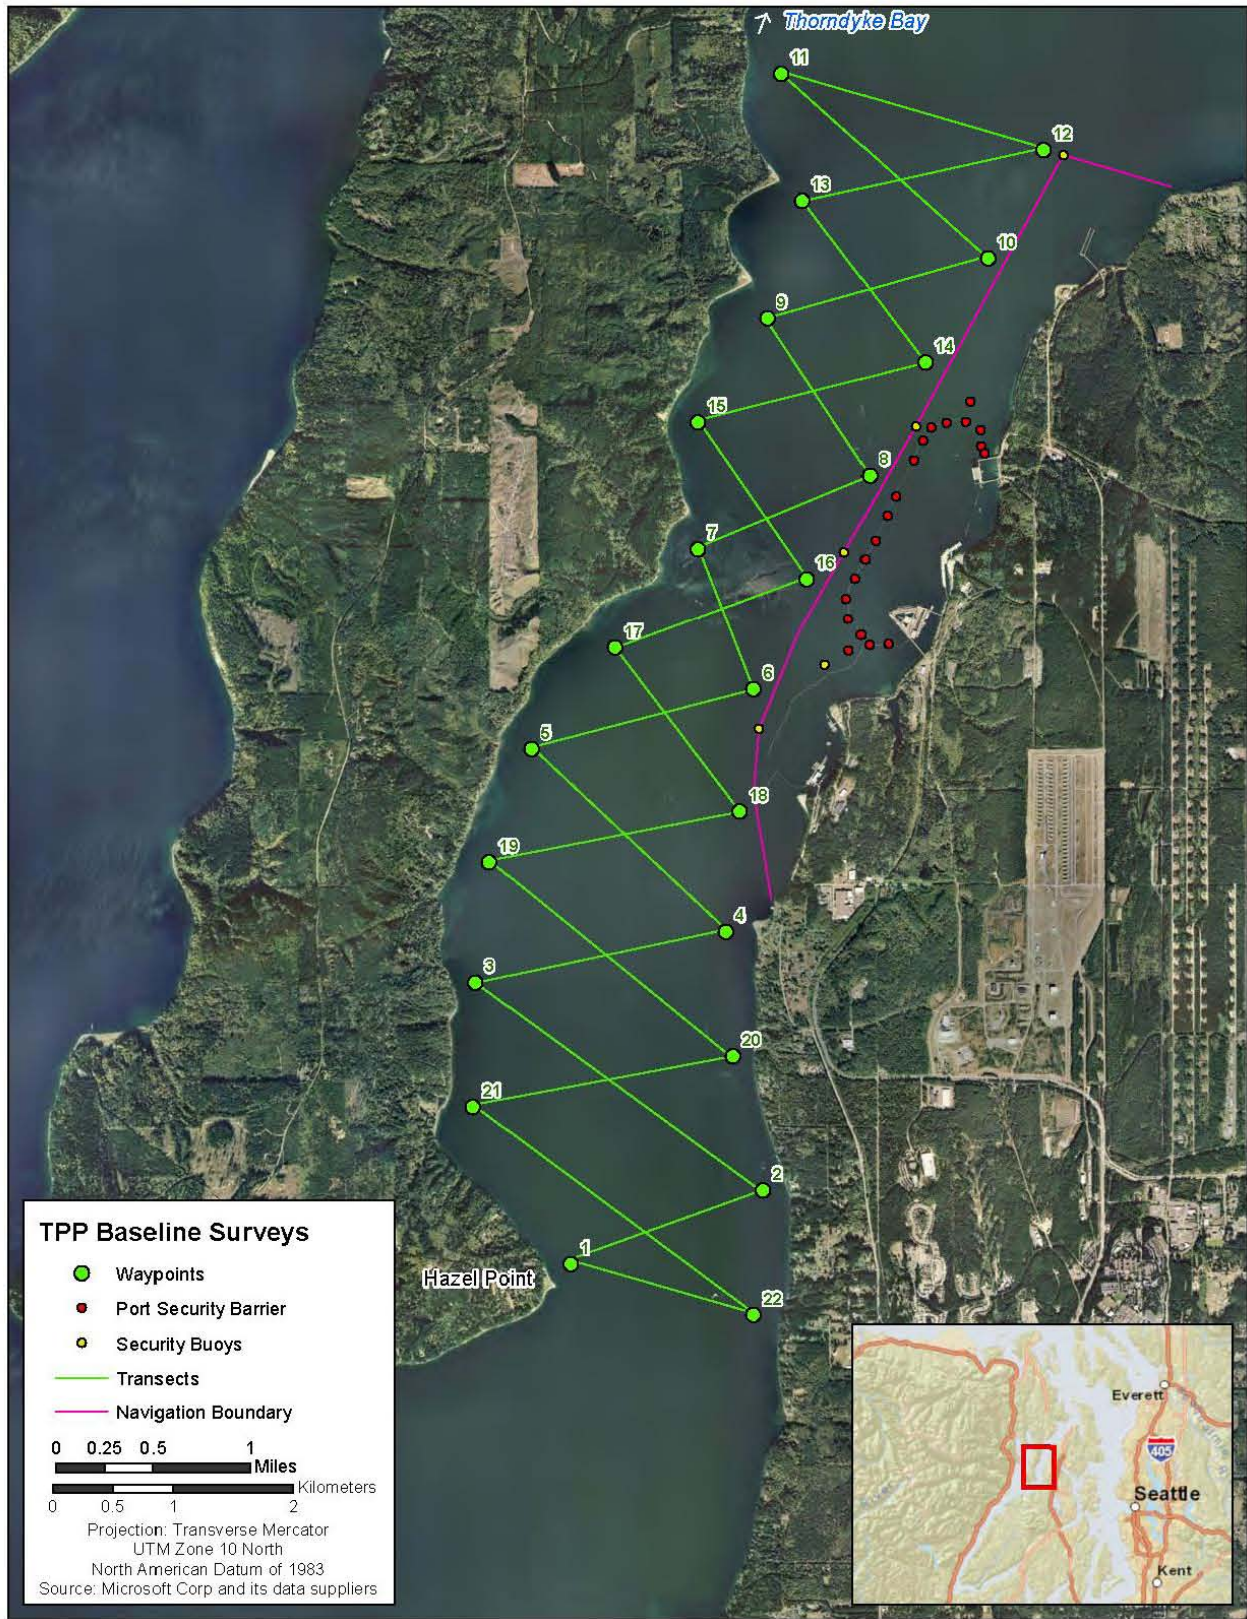 Thorndyke Bay
11
12
13
10
9
14
15
8
7
16
17
6
5
18
19
4
3
20
21
2
1
Hazel Point
22
TPP Baseline Surveys
Waypoints
Port Security Barrier
Security Buoys
Transects
Navigation Boundary
0 0.25 0.5 1
Miles
Kilometers
0 0.5 1 2
Projection: Transverse Mercator
UTM Zone 10 North
North American Datum of 1983
Source: Microsoft Corp and its data suppliers
Everett
405
Seattle
Kent